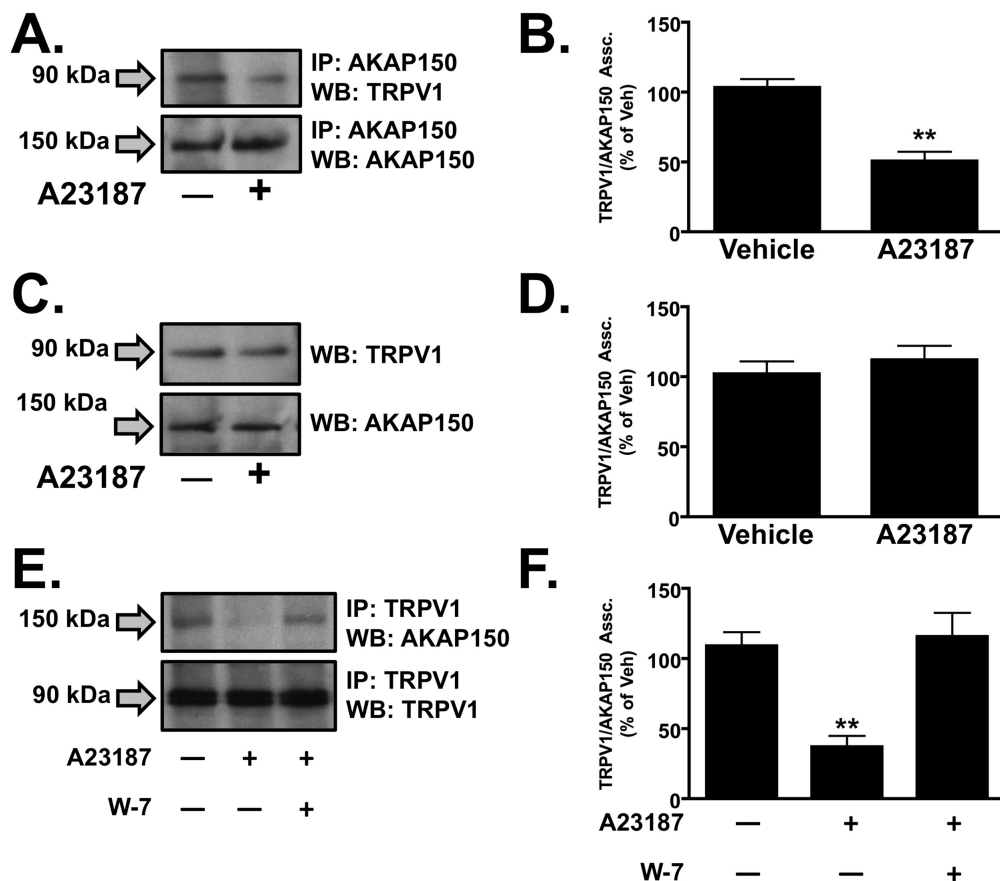 A.
90 kDa
IP: AKAP150
WB: TRPV1
150 kDa
IP: AKAP150
WB: AKAP150
A23187 — +
B.
TRPV1/AKAP150 Assc.
(% of Veh)
150
100
50
0
**
Vehicle A23187
C.
90 kDa
WB: TRPV1
150 kDa
WB: AKAP150
A23187 — +
D.
TRPV1/AKAP150 Assc.
(% of Veh)
150
100
50
0
Vehicle A23187
E.
150 kDa
IP: TRPV1
WB: AKAP150
90 kDa
IP: TRPV1
WB: TRPV1
A23187 — + +
W-7 — — +
F.
TRPV1/AKAP150 Assc.
(% of Veh)
150
100
50
0
**
A23187 — + +
W-7 — — +